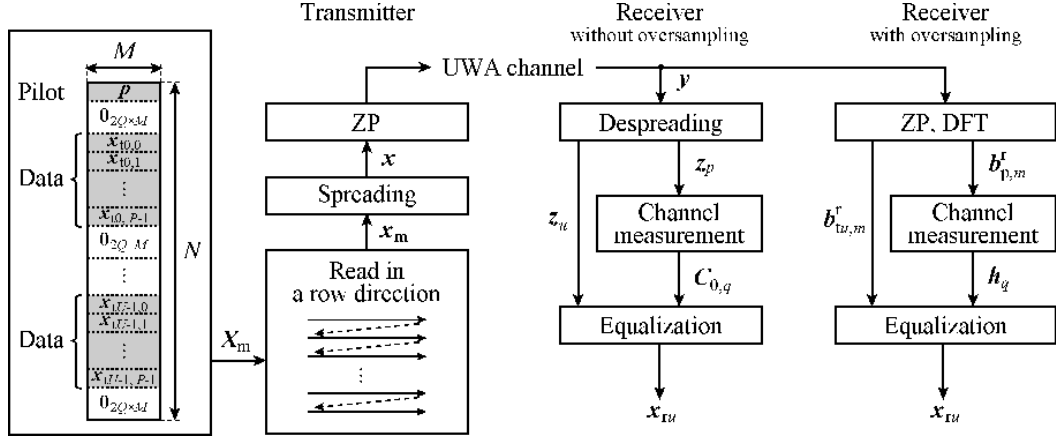 Transmitter
Receiver
without oversampling
Receiver
with oversampling
M
Pilot
p
0_{2Q×M}
Data
x_{t0,0}
x_{t0,1}
⋮
x_{t0, P-1}
0_{2Q M}
⋮
Data
x_{tU-1,0}
x_{tU-1,1}
⋮
x_{tU-1, P-1}
0_{2Q×M}
N
X_m
UWA channel
ZP
x
Spreading
x_m
Read in
a row direction
⋮
y
Despreading
z_p
z_u
Channel
measurement
C_{0,q}
Equalization
x_{ru}
ZP, DFT
b^r_{p,m}
b^r_{tu,m}
Channel
measurement
h_q
Equalization
x_{ru}